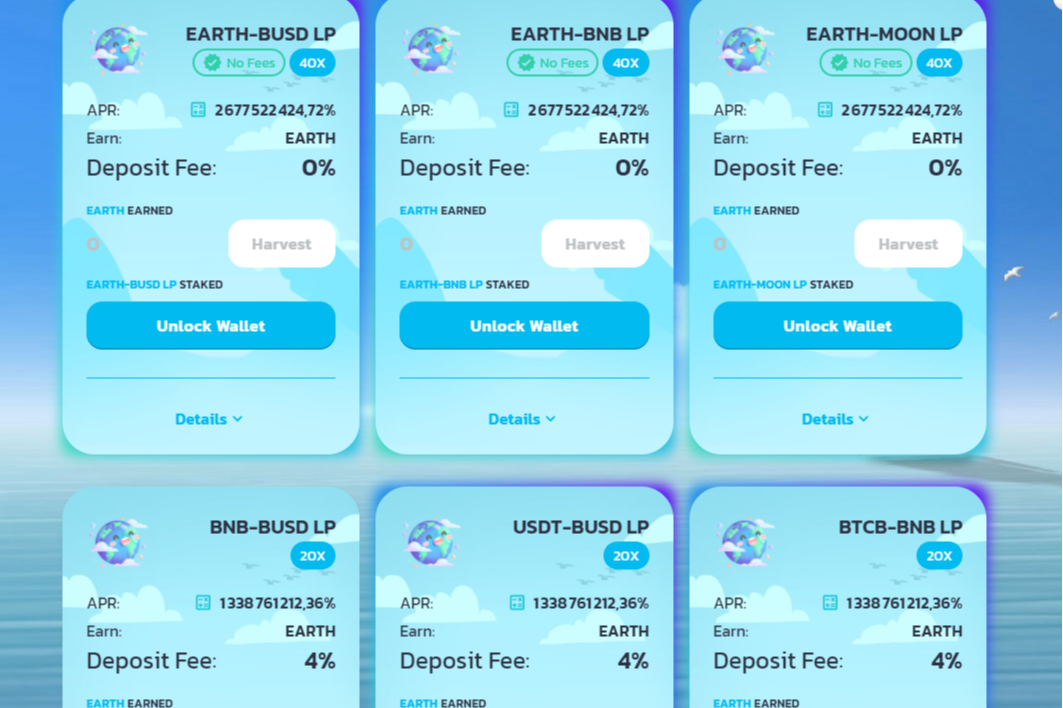 EARTH-BUSD LP
No Fees 40X
APR: 2677522424,72%
Earn: EARTH
Deposit Fee: 0%
EARTH EARNED
0 Harvest
EARTH-BUSD LP STAKED
Unlock Wallet
Details
EARTH-BNB LP
No Fees 40X
APR: 2677522424,72%
Earn: EARTH
Deposit Fee: 0%
EARTH EARNED
0 Harvest
EARTH-BNB LP STAKED
Unlock Wallet
Details
EARTH-MOON LP
No Fees 40X
APR: 2677522424,72%
Earn: EARTH
Deposit Fee: 0%
EARTH EARNED
0 Harvest
EARTH-MOON LP STAKED
Unlock Wallet
Details
BNB-BUSD LP
20X
APR: 1338761212,36%
Earn: EARTH
Deposit Fee: 4%
EARTH EARNED
USDT-BUSD LP
20X
APR: 1338761212,36%
Earn: EARTH
Deposit Fee: 4%
EARTH EARNED
BTCB-BNB LP
20X
APR: 1338761212,36%
Earn: EARTH
Deposit Fee: 4%
EARTH EARNED